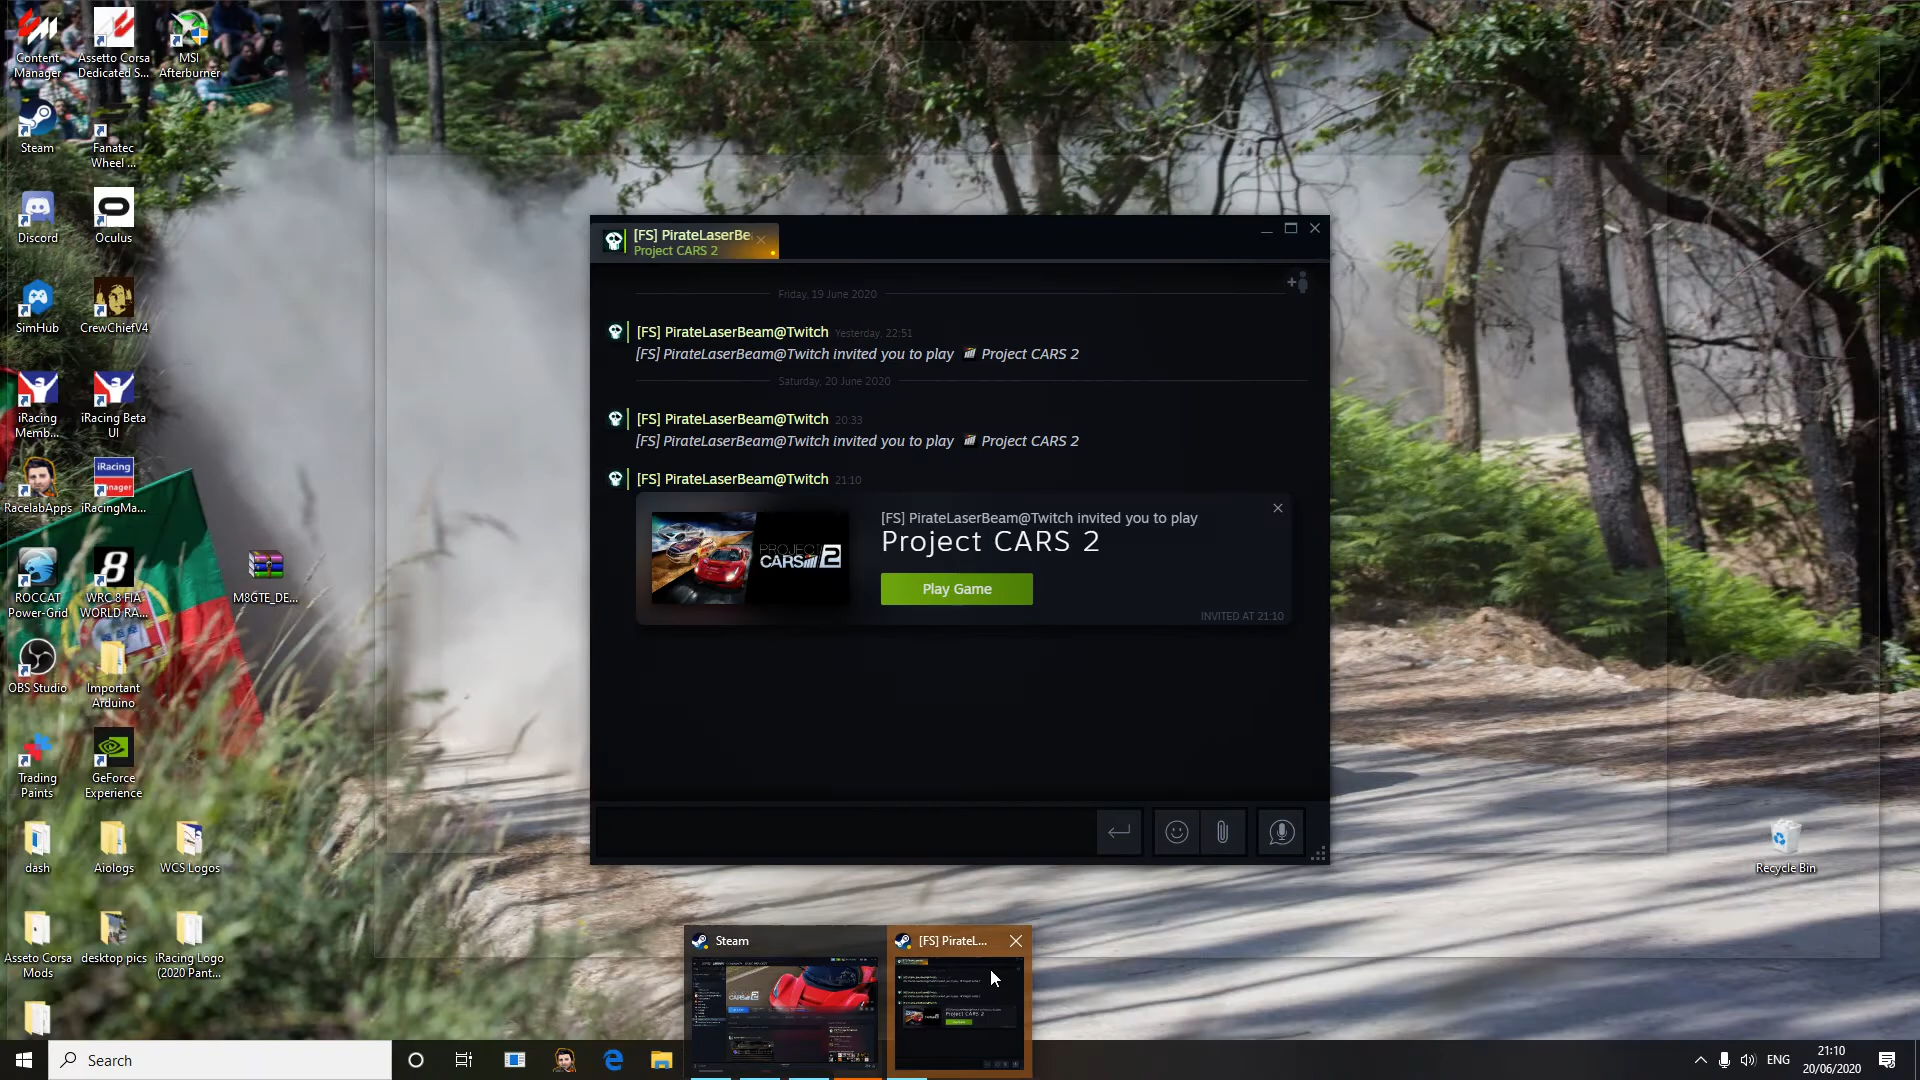 Content
Manager
Assetto Corsa
Dedicated S...
MSI
Afterburner
Steam
Fanatec
Wheel ...
Discord
Oculus
SimHub
CrewChiefV4
iRacing
Memb...
iRacing Beta
UI
RacelabApps
iRacing
iRacingMa...
ROCCAT
Power-Grid
8
WRC 8 FIA
WORLD RA...
M8GTE_DE...
OBS Studio
Important
Arduino
Trading
Paints
GeForce
Experience
dash
Aiologs
WCS Logos
Asseto Corsa
Mods
desktop pics
iRacing Logo
(2020 Pant...
Recycle Bin
[FS] PirateLaserBe
Project CARS 2
Friday, 19 June 2020
[FS] PirateLaserBeam@Twitch Yesterday, 22:51
[FS] PirateLaserBeam@Twitch invited you to play Project CARS 2
Saturday, 20 June 2020
[FS] PirateLaserBeam@Twitch 20:33
[FS] PirateLaserBeam@Twitch invited you to play Project CARS 2
[FS] PirateLaserBeam@Twitch 21:10
PROJECT
CARS 2
[FS] PirateLaserBeam@Twitch invited you to play
Project CARS 2
Play Game
INVITED AT 21:10
Steam
[FS] PirateL...
Project CARS 2
Search
ENG
21:10
20/06/2020